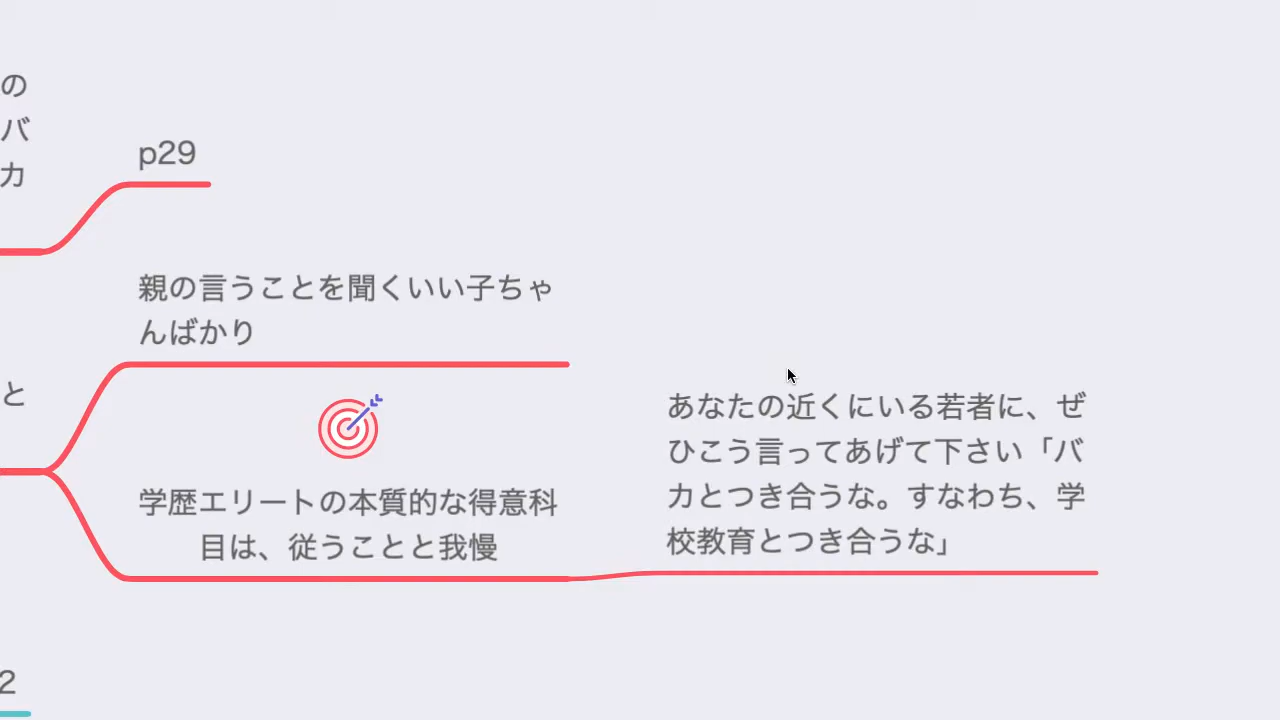 の
バ
カ
p29
親の言うことを聞くいい子ちゃ
んばかり
と
学歴エリートの本質的な得意科
目は、従うことと我慢
あなたの近くにいる若者に、ぜ
ひこう言ってあげて下さい「バ
カとつき合うな。すなわち、学
校教育とつき合うな」
2